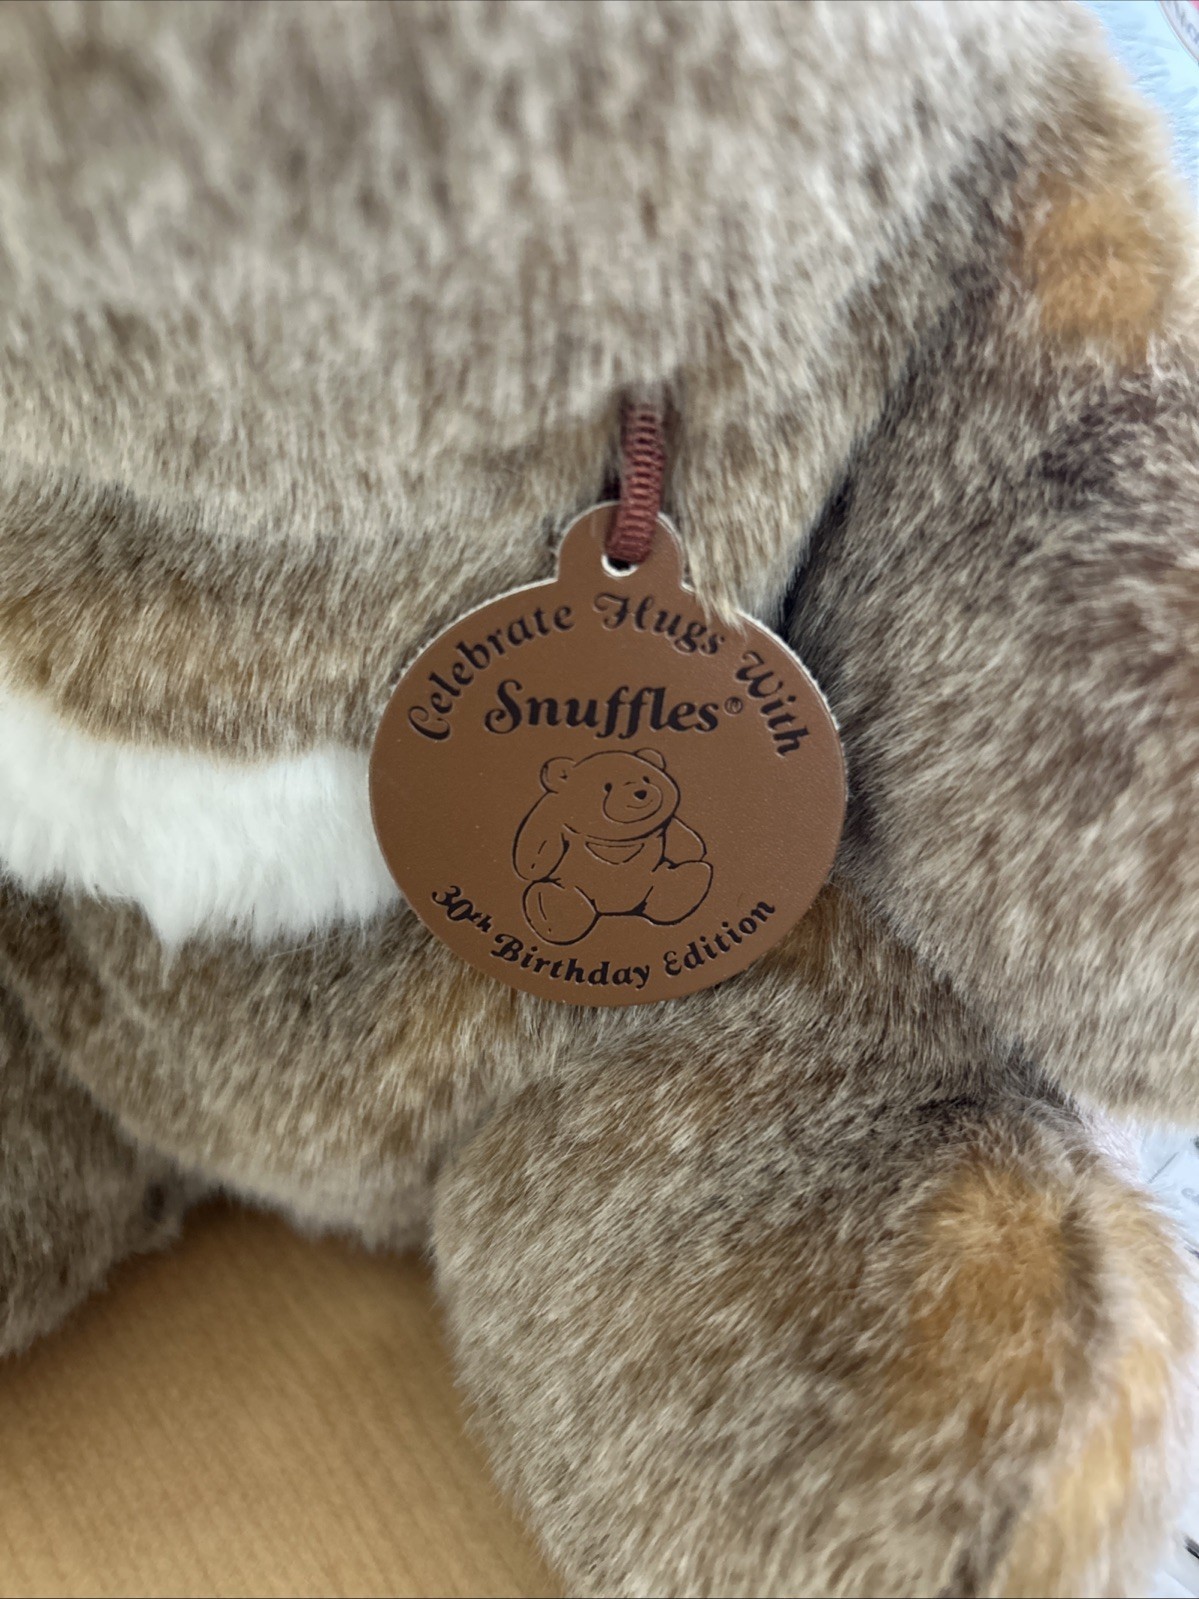 Celebrate Hugs With
Snuffles®
30th Birthday Edition